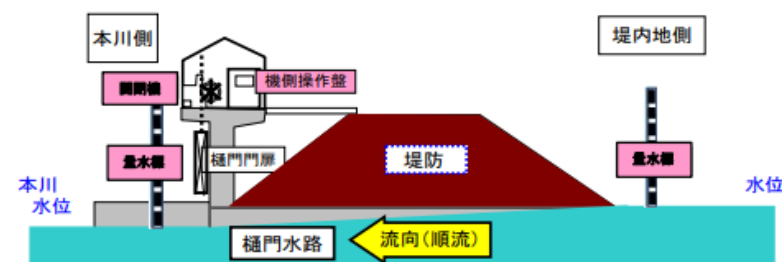 本川側
堤内地側
開閉機
機側操作盤
量水標
樋門門扉
堤防
量水標
本川
水位
水位
樋門水路
流向(順流)